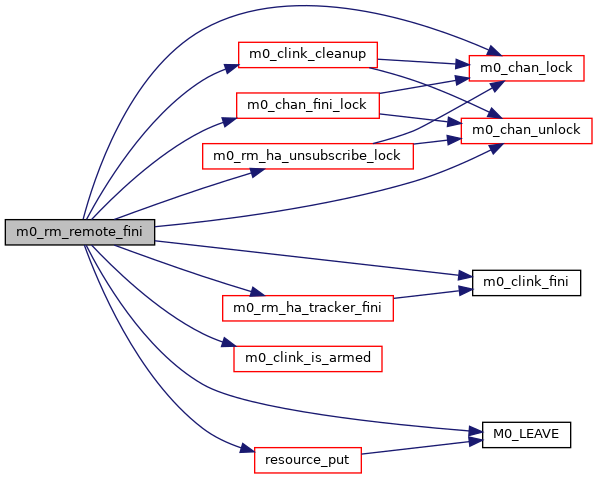 m0_clink_cleanup
m0_chan_lock
m0_chan_fini_lock
m0_chan_unlock
m0_rm_ha_unsubscribe_lock
m0_rm_remote_fini
m0_clink_fini
m0_rm_ha_tracker_fini
m0_clink_is_armed
M0_LEAVE
resource_put